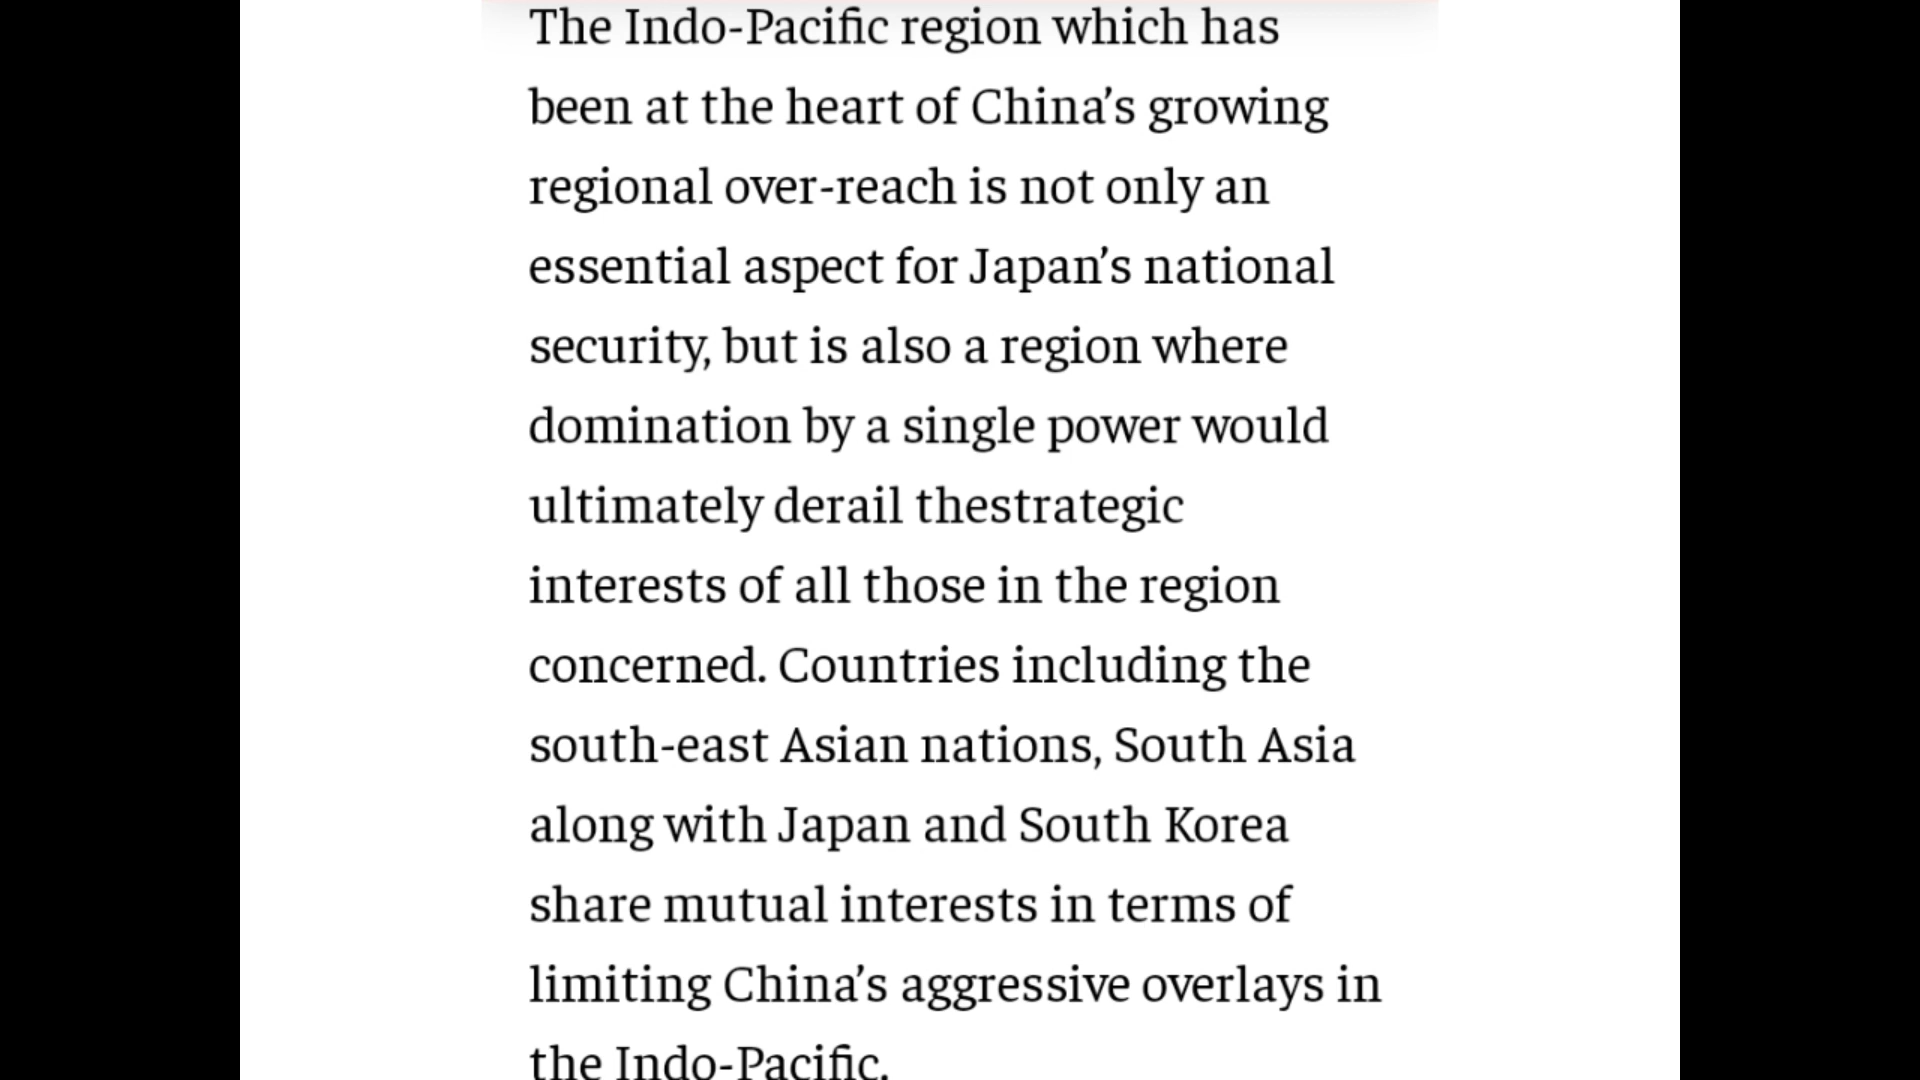 The Indo-Pacific region which has
been at the heart of China’s growing
regional over-reach is not only an
essential aspect for Japan’s national
security, but is also a region where
domination by a single power would
ultimately derail thestrategic
interests of all those in the region
concerned. Countries including the
south-east Asian nations, South Asia
along with Japan and South Korea
share mutual interests in terms of
limiting China’s aggressive overlays in
the Indo-Pacific.